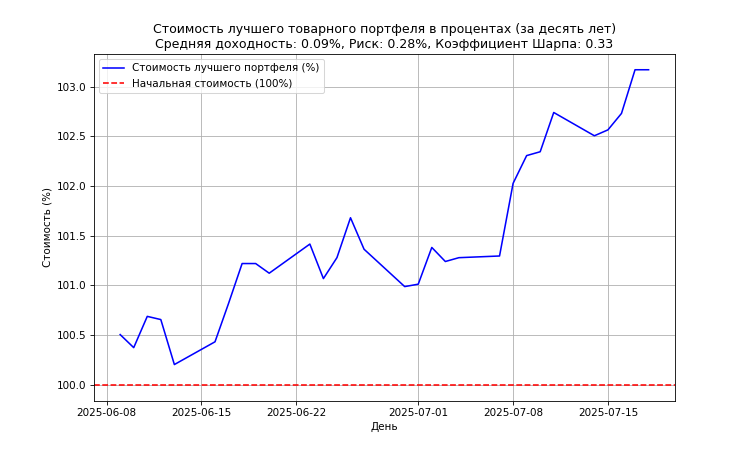 Стоимость лучшего товарного портфеля в процентах (за десять лет)
Средняя доходность: 0.09%, Риск: 0.28%, Коэффициент Шарпа: 0.33
Стоимость лучшего портфеля (%)
Начальная стоимость (100%)
Стоимость (%)
103.0
102.5
102.0
101.5
101.0
100.5
100.0
2025-06-08
2025-06-15
2025-06-22
2025-07-01
2025-07-08
2025-07-15
День